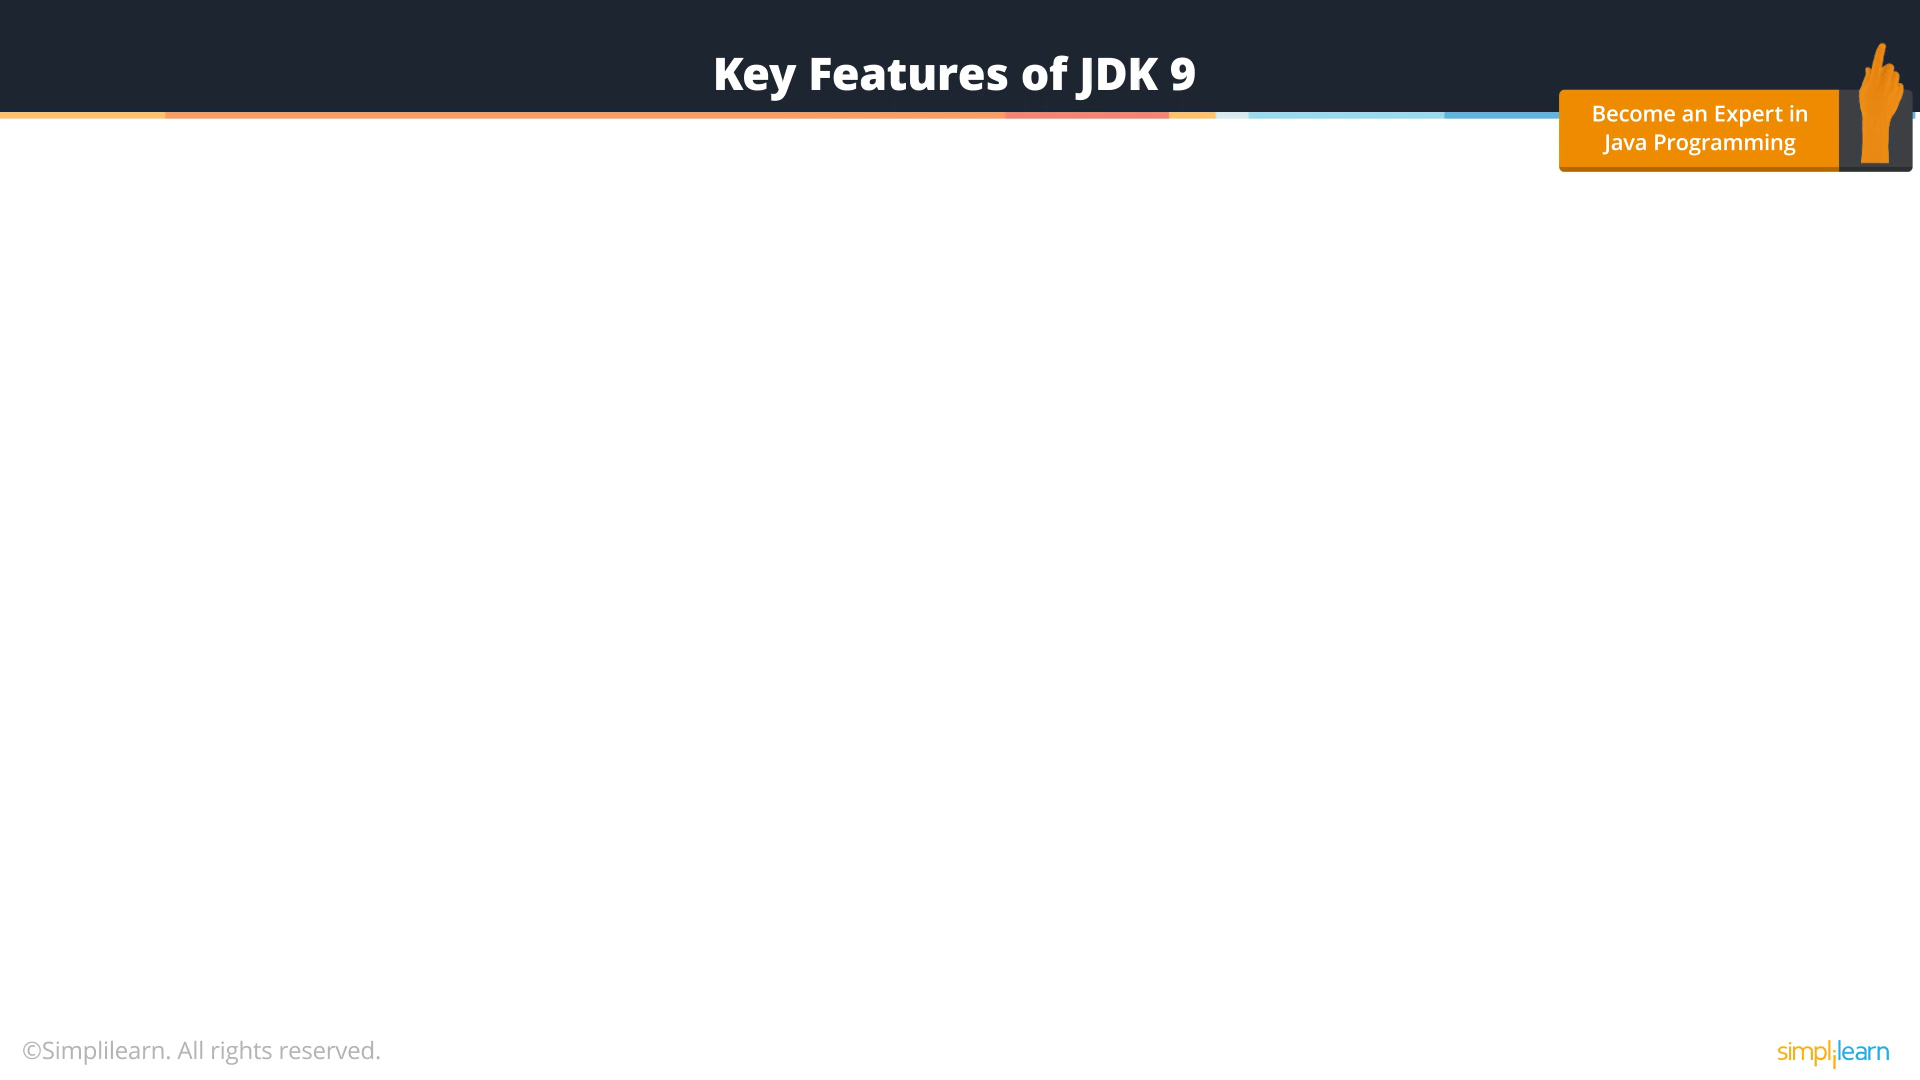 Key Features of JDK 9
Become an Expert in
Java Programming
©Simplilearn. All rights reserved.
simplilearn